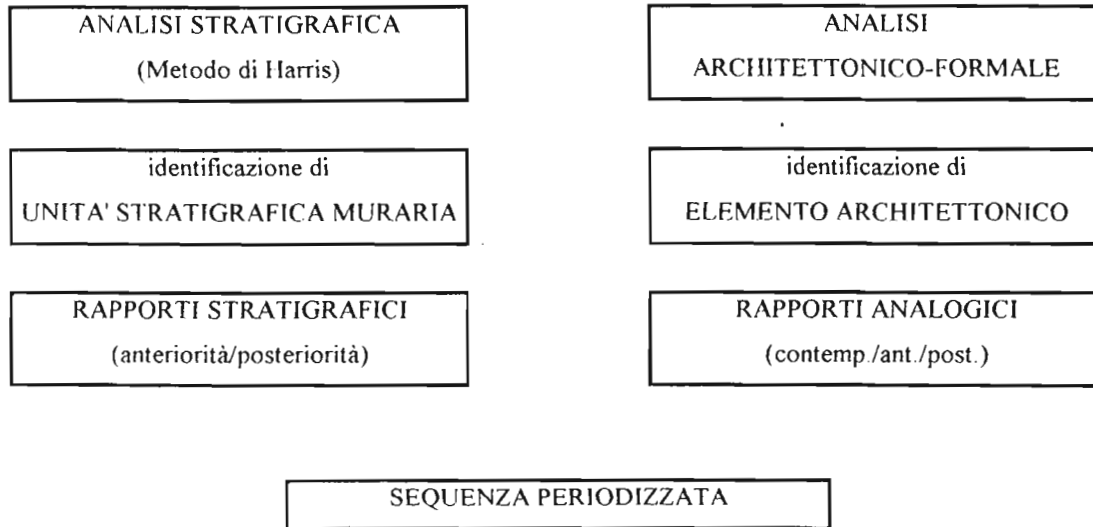 ANALISI STRATIGRAFICA
(Metodo di Harris)
ANALISI
ARCHITETTONICO-FORMALE
identificazione di
UNITA' STRATIGRAFICA MURARIA
identificazione di
ELEMENTO ARCHITETTONICO
RAPPORTI STRATIGRAFICI
(anteriorità/posteriorità)
RAPPORTI ANALOGICI
(contemp./ant./post.)
SEQUENZA PERIODIZZATA